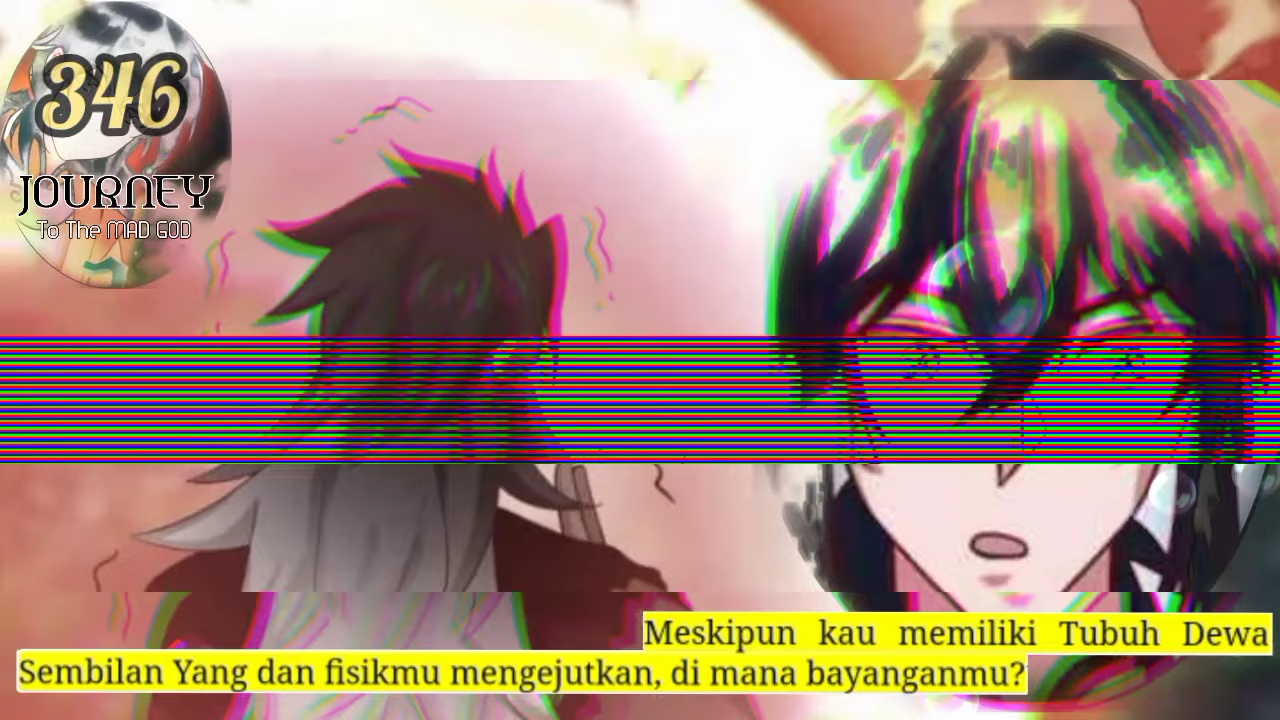 346
JOURNEY
To The MAD GOD
Meskipun kau memiliki Tubuh Dewa
Sembilan Yang dan fisikmu mengejutkan, di mana bayanganmu?